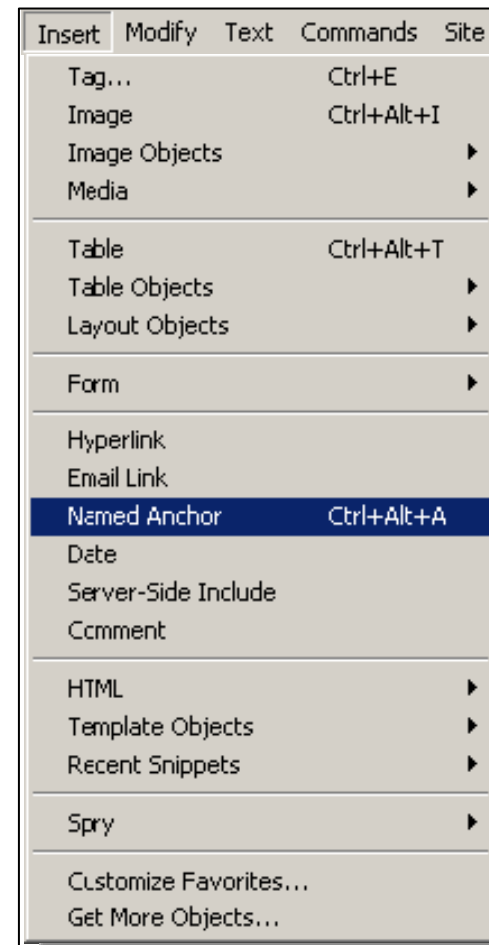 Insert Modify Text Commands Site
Tag... Ctrl+E
Image Ctrl+Alt+I
Image Objects
Media
Table Ctrl+Alt+T
Table Objects
Layout Objects
Form
Hyperlink
Email Link
Named Anchor Ctrl+Alt+A
Date
Server-Side Include
Comment
HTML
Template Objects
Recent Snippets
Spry
Customize Favorites...
Get More Objects...